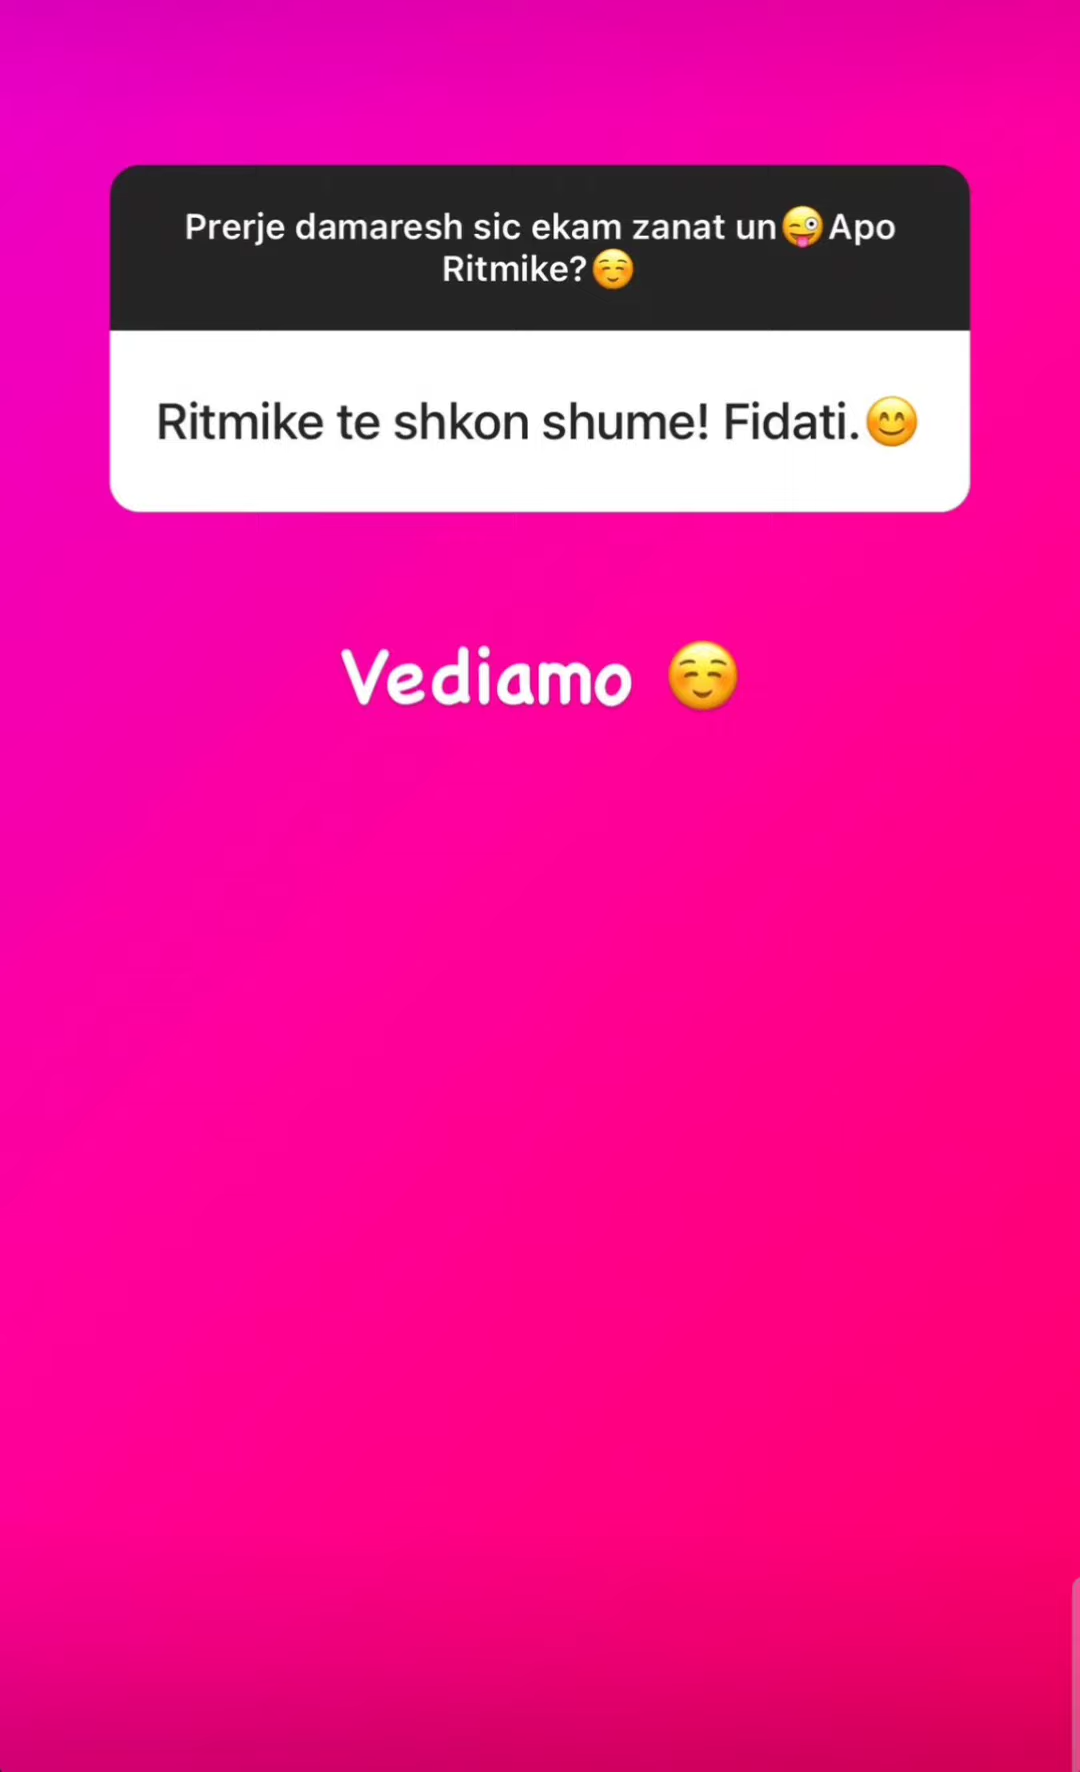 Prerje damaresh sic ekam zanat un😜Apo
Ritmike?☺️
Ritmike te shkon shume! Fidati.😊
Vediamo ☺️